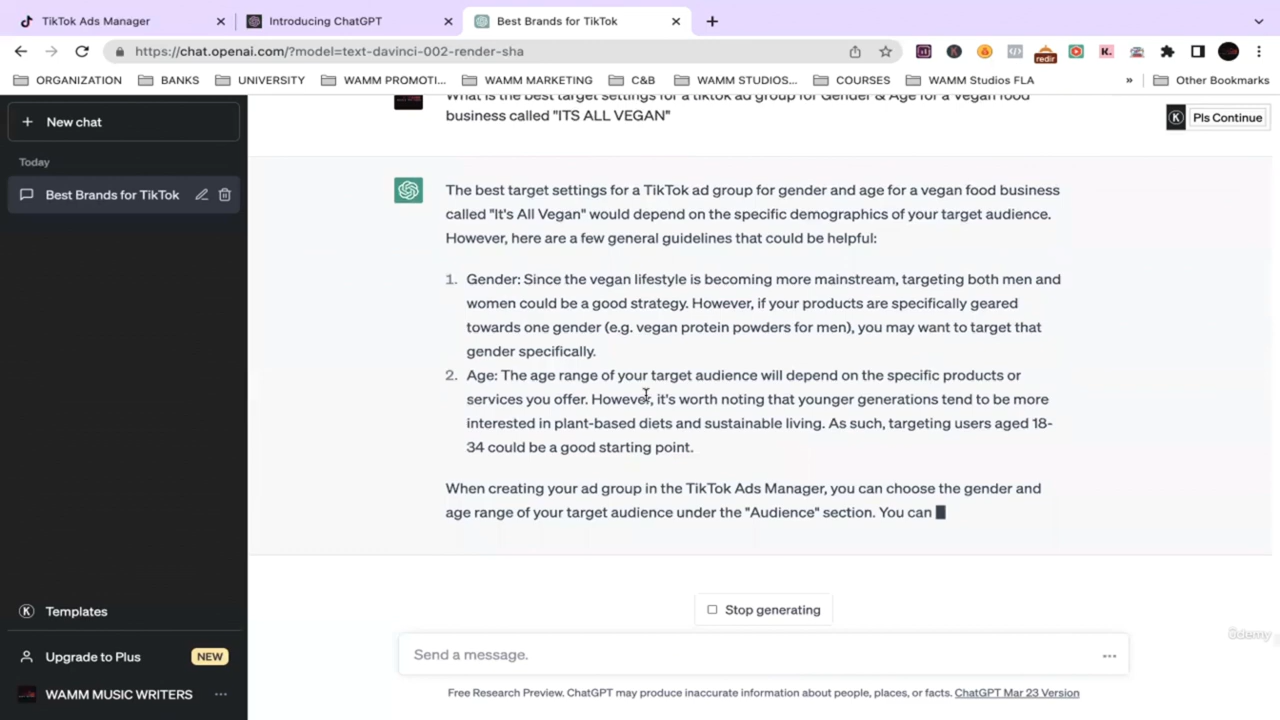 TikTok Ads Manager
Introducing ChatGPT
Best Brands for TikTok
https://chat.openai.com/?model=text-davinci-002-render-sha
redir
K.
ORGANIZATION
BANKS
UNIVERSITY
WAMM PROMOTI...
WAMM MARKETING
C&B
WAMM STUDIOS...
COURSES
WAMM Studios FLA
»
Other Bookmarks
+ New chat
Today
Best Brands for TikTok
What is the best target settings for a tiktok ad group for Gender & Age for a Vegan food
business called "ITS ALL VEGAN"
K Pls Continue
The best target settings for a TikTok ad group for gender and age for a vegan food business
called "It's All Vegan" would depend on the specific demographics of your target audience.
However, here are a few general guidelines that could be helpful:
1. Gender: Since the vegan lifestyle is becoming more mainstream, targeting both men and
women could be a good strategy. However, if your products are specifically geared
towards one gender (e.g. vegan protein powders for men), you may want to target that
gender specifically.
2. Age: The age range of your target audience will depend on the specific products or
services you offer. However, it's worth noting that younger generations tend to be more
interested in plant-based diets and sustainable living. As such, targeting users aged 18-
34 could be a good starting point.
When creating your ad group in the TikTok Ads Manager, you can choose the gender and
age range of your target audience under the "Audience" section. You can
Stop generating
Send a message.
Free Research Preview. ChatGPT may produce inaccurate information about people, places, or facts. ChatGPT Mar 23 Version
K Templates
Upgrade to Plus
NEW
WAMM MUSIC WRITERS
ûdemy